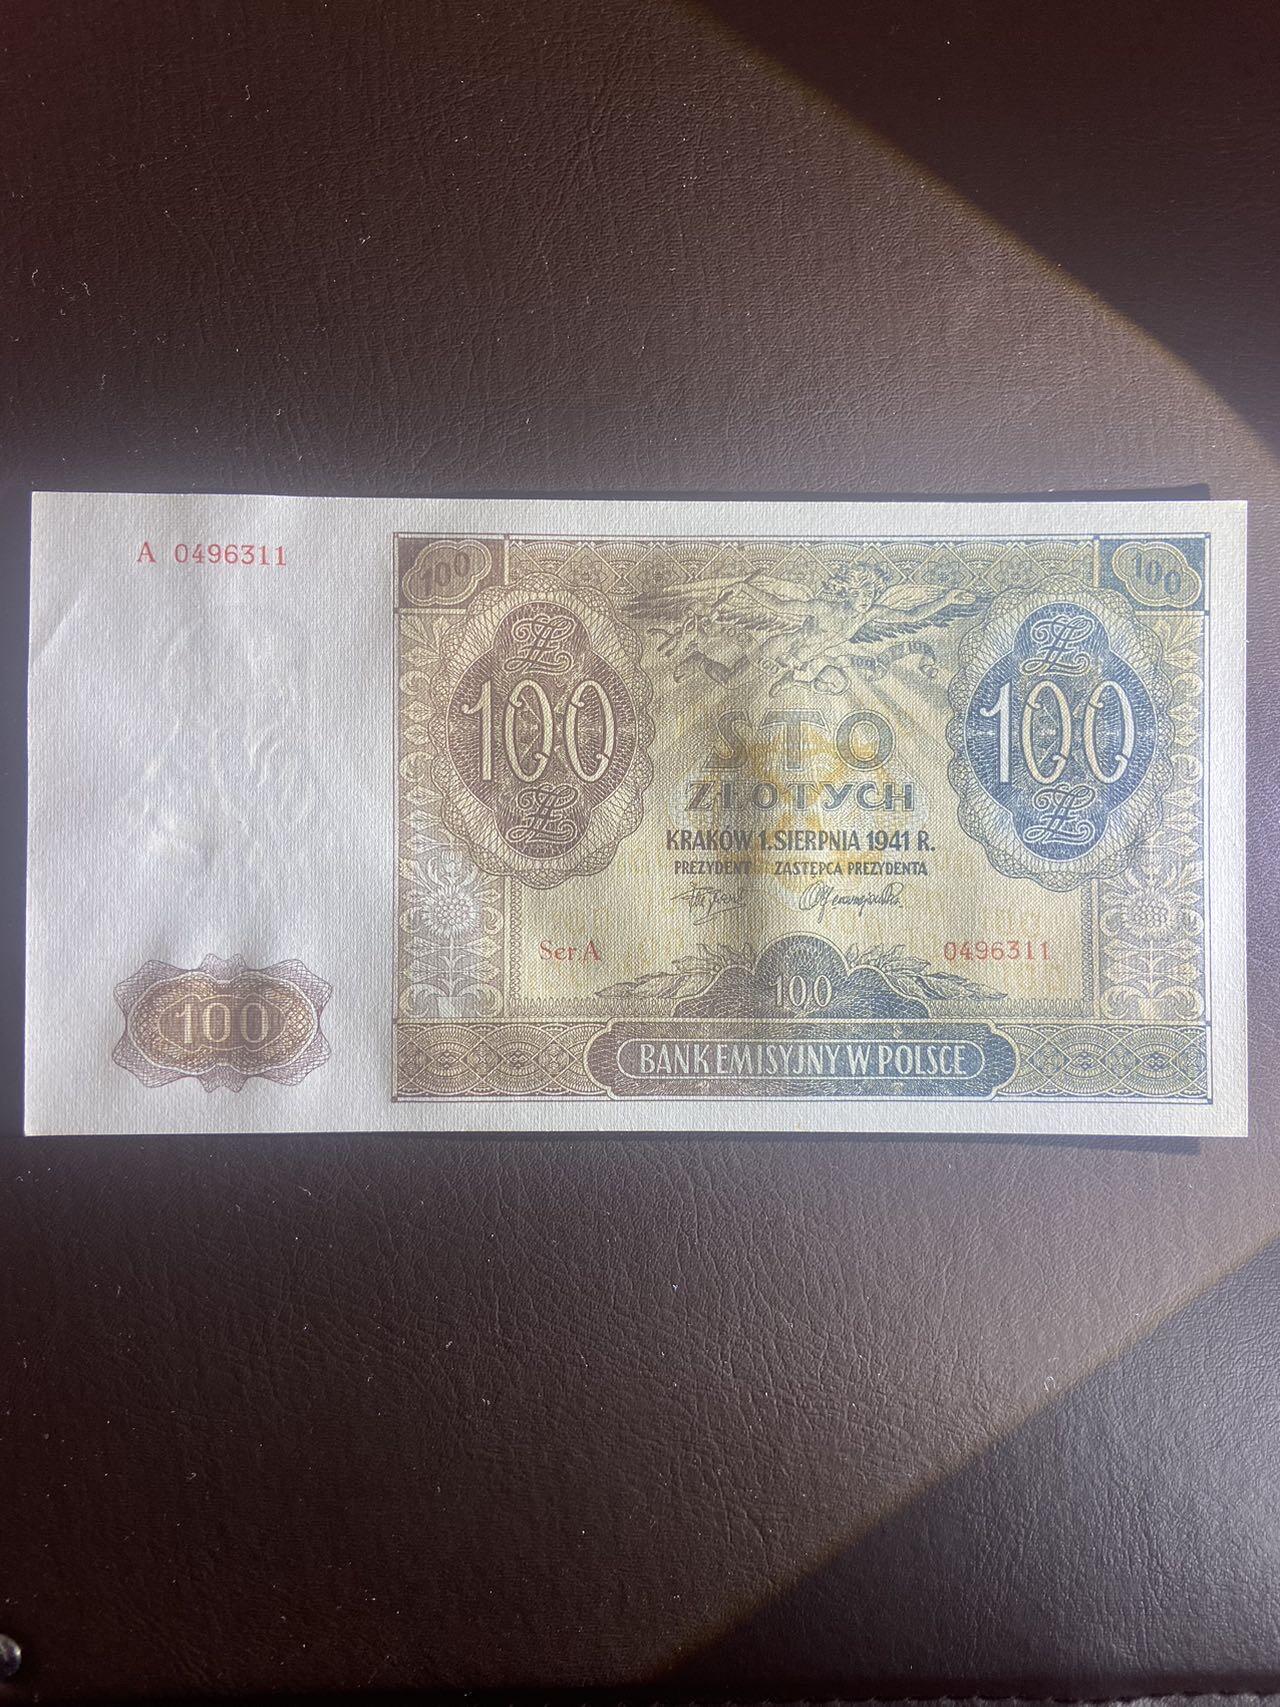 A 0496311
100 100
100 100
STO
ZŁOTYCH
KRAKÓW 1. SIERPNIA 1941 R.
PREZYDENT ZASTĘPCA PREZYDENTA
Ser. A 0496311
100
100
BANK EMISYJNY W POLSCE